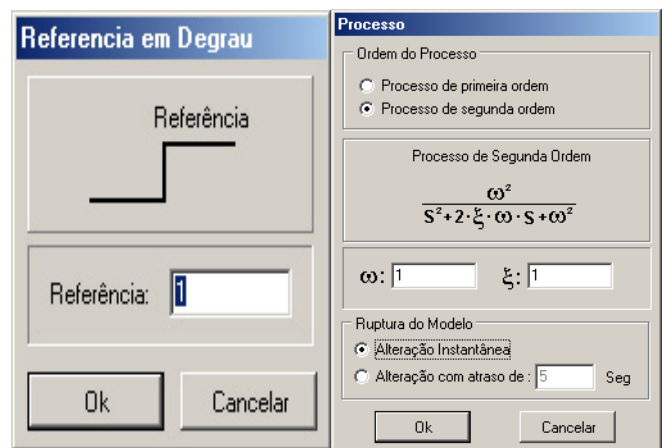 Referencia em Degrau
Referência
Referência: 1
Ok Cancelar
Processo
Ordem do Processo
Processo de primeira ordem
Processo de segunda ordem
Processo de Segunda Ordem
ω²
S²+2·ξ·ω·S+ω²
ω: 1 ξ: 1
Ruptura do Modelo
Alteração Instantânea
Alteração com atraso de : 5 Seg
Ok Cancelar